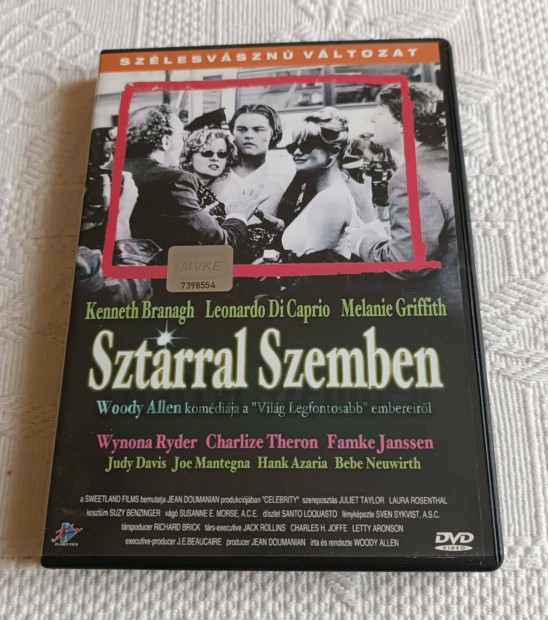 SZÉLESVÁSZNÚ VÁLTOZAT
MVKE
7398554
Kenneth Branagh Leonardo Di Caprio Melanie Griffith
Sztárral Szemben
Woody Allen komédiája a "Világ Legfontosabb" embereiről
Wynona Ryder Charlize Theron Famke Janssen
Judy Davis Joe Mantegna Hank Azaria Bebe Neuwirth
a SWEETLAND FILMS bemutatja JEAN DOUMANIAN produkciójában "CELEBRITY" szereposztás JULIET TAYLOR LAURA ROSENTHAL
kosztüm SUZY BENZINGER vágó SUSANNE E. MORSE, A.C.E. díszlet SANTO LOQUASTO fényképezte SVEN SYKVIST, A.S.C.
társpoducer RICHARD BRICK társ-executive JACK ROLLINS CHARLES H. JOFFE LETTY ARONSON
executive-producer J.E.BEAUCAIRE producer JEAN DOUMANIAN írta és rendezte WOODY ALLEN
DVD
VIDEO